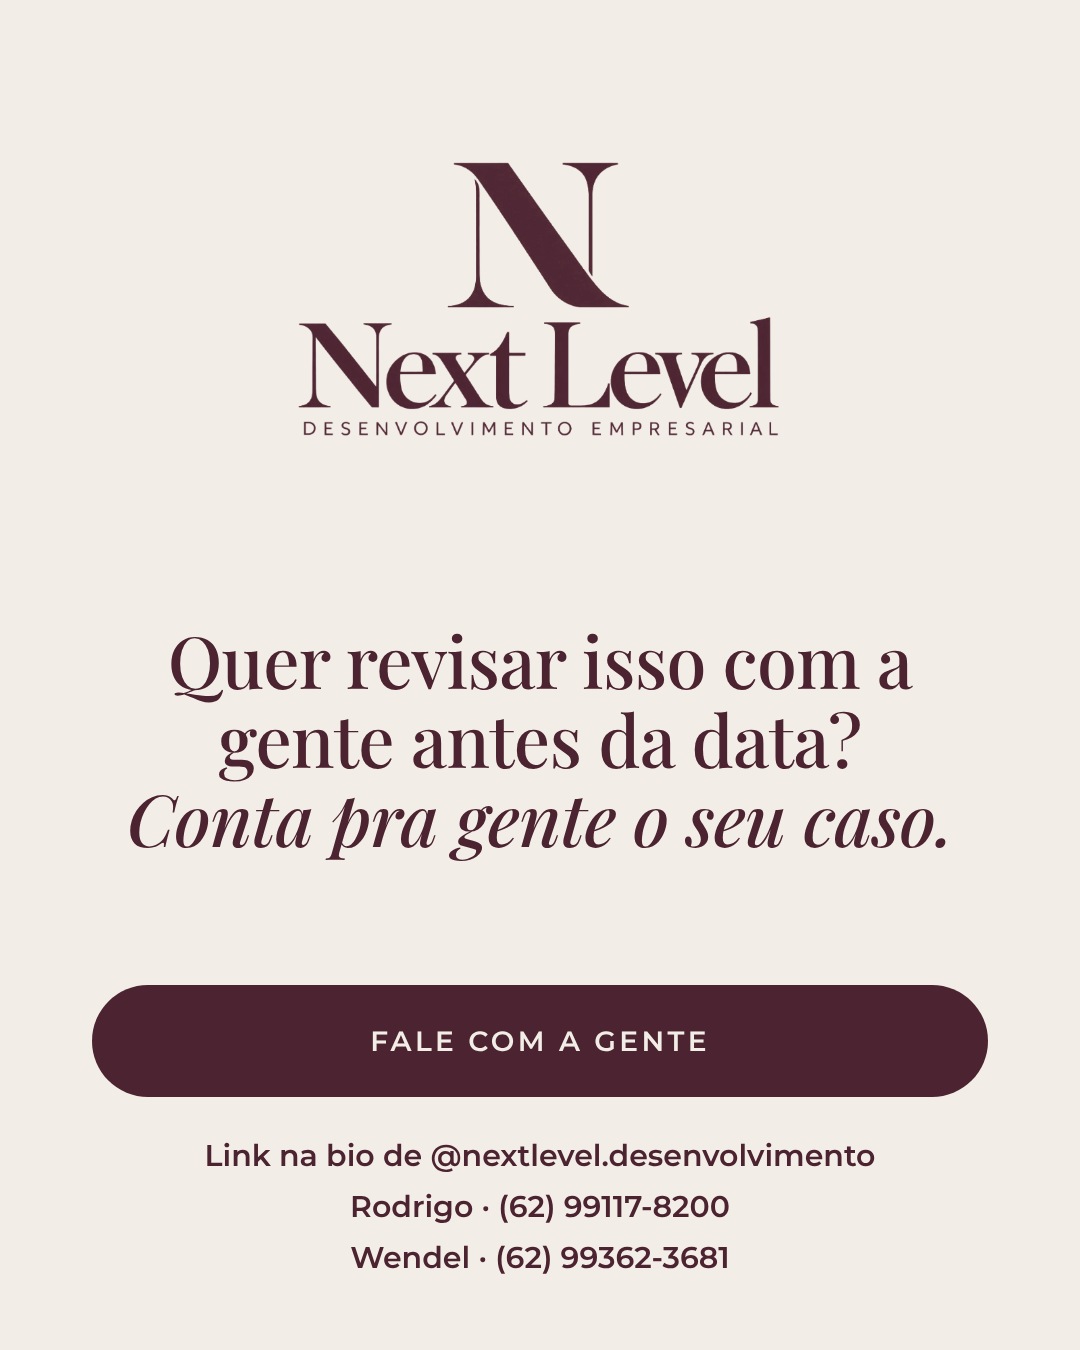 N
Next Level
DESENVOLVIMENTO EMPRESARIAL
Quer revisar isso com a
gente antes da data?
Conta pra gente o seu caso.
FALE COM A GENTE
Link na bio de @nextlevel.desenvolvimento
Rodrigo · (62) 99117-8200
Wendel · (62) 99362-3681